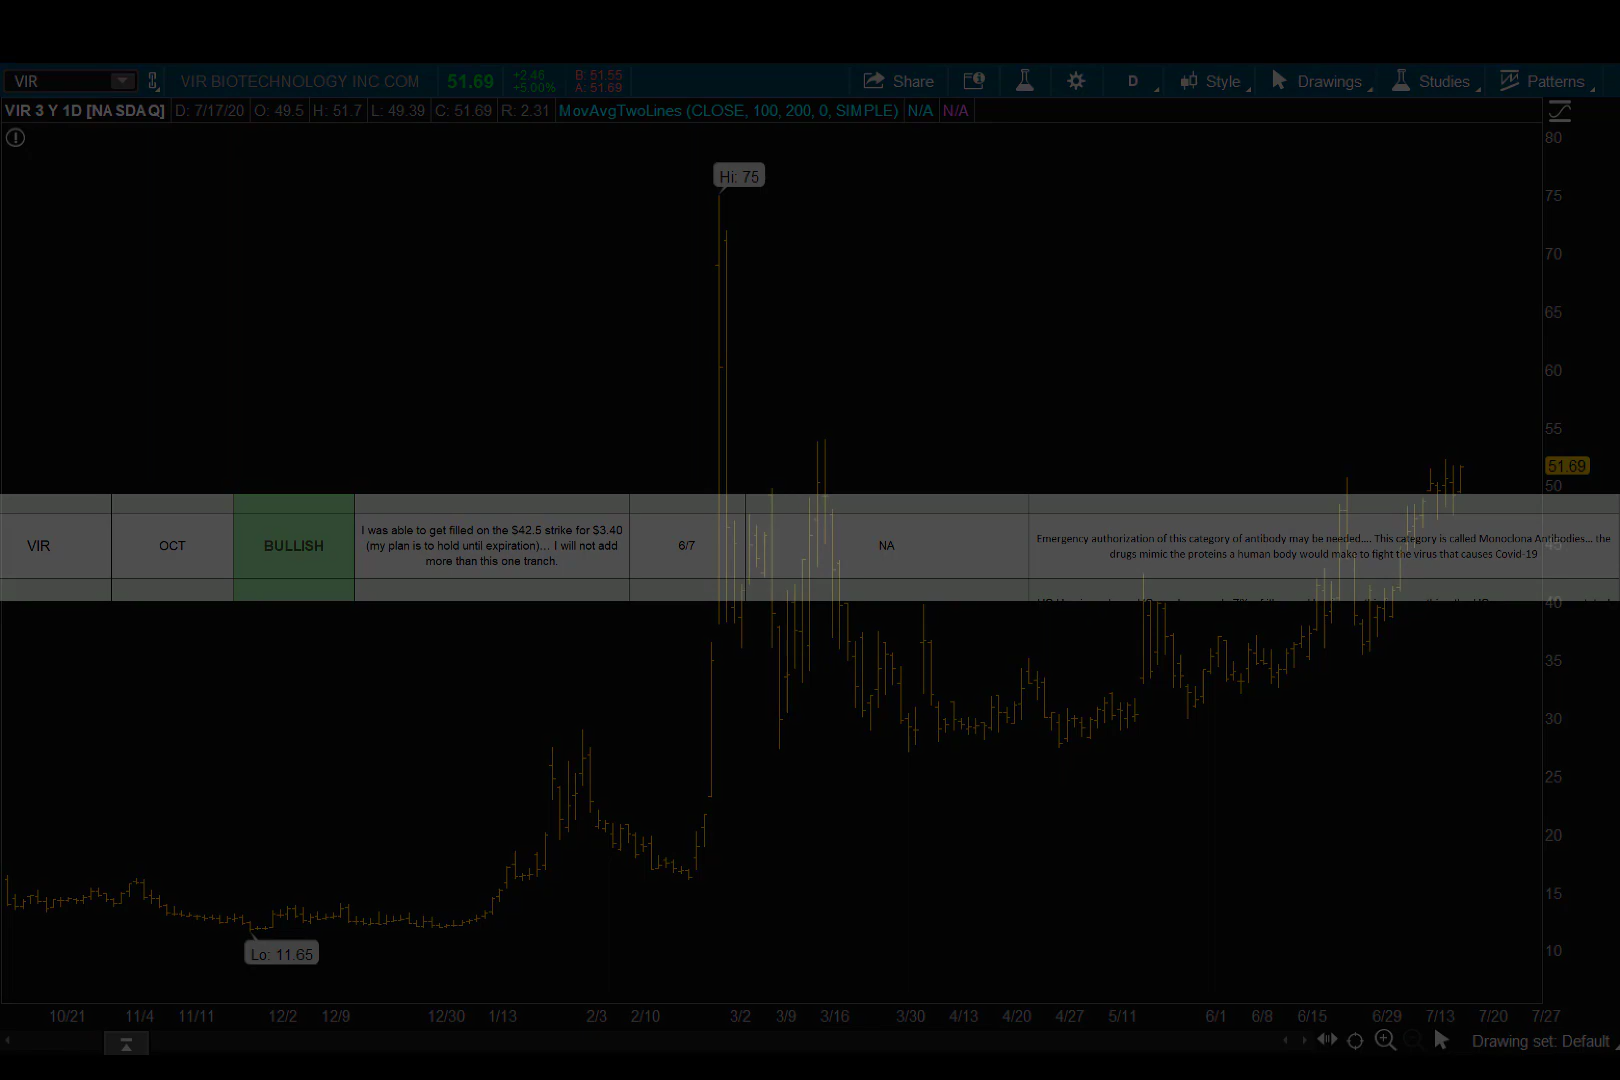 VIR
VIR BIOTECHNOLOGY INC COM
51.69
+2.46
+5.00%
B: 51.55
A: 51.69
Share
D
Style
Drawings
Studies
Patterns
VIR 3 Y 1D [NASDAQ]
D: 7/17/20
O: 49.5
H: 51.7
L: 49.39
C: 51.69
R: 2.31
MovAvgTwoLines (CLOSE, 100, 200, 0, SIMPLE)
N/A
N/A
80
Hi: 75
75
70
65
60
55
51.69
50
VIR
OCT
BULLISH
I was able to get filled on the $42.5 strike for $3.40
(my plan is to hold until expiration)... I will not add
more than this one tranch.
6/7
NA
Emergency authorization of this category of antibody may be needed.... This category is called Monoclona Antibodies... the
drugs mimic the proteins a human body would make to fight the virus that causes Covid-19
45
40
35
30
25
20
15
10
Lo: 11.65
10/21 11/4 11/11 12/2 12/9 12/30 1/13 2/3 2/10 3/2 3/9 3/16 3/30 4/13 4/20 4/27 5/11 6/1 6/8 6/15 6/29 7/13 7/20 7/27
Drawing set: Default